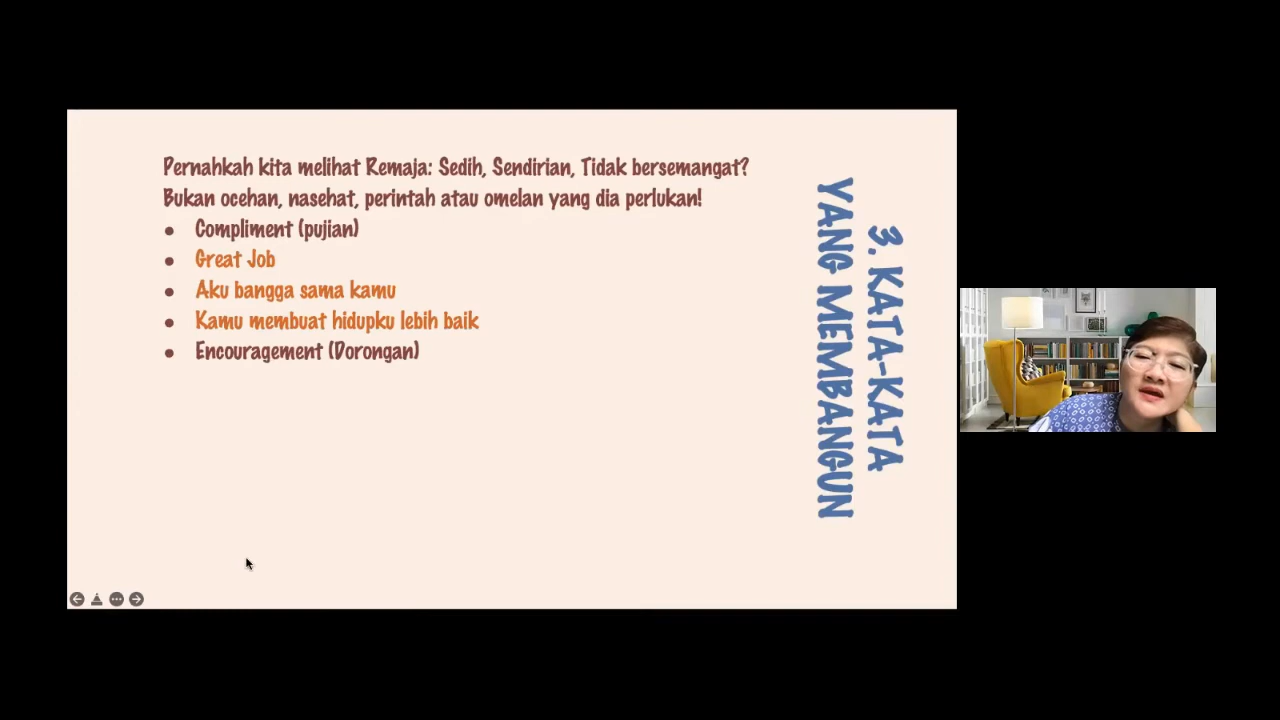 Pernahkah kita melihat Remaja: Sedih, Sendirian, Tidak bersemangat?
Bukan ocehan, nasehat, perintah atau omelan yang dia perlukan!
● Compliment (pujian)
● Great Job
● Aku bangga sama kamu
● Kamu membuat hidupku lebih baik
● Encouragement (Dorongan)
3. KATA-KATA
YANG MEMBANGUN